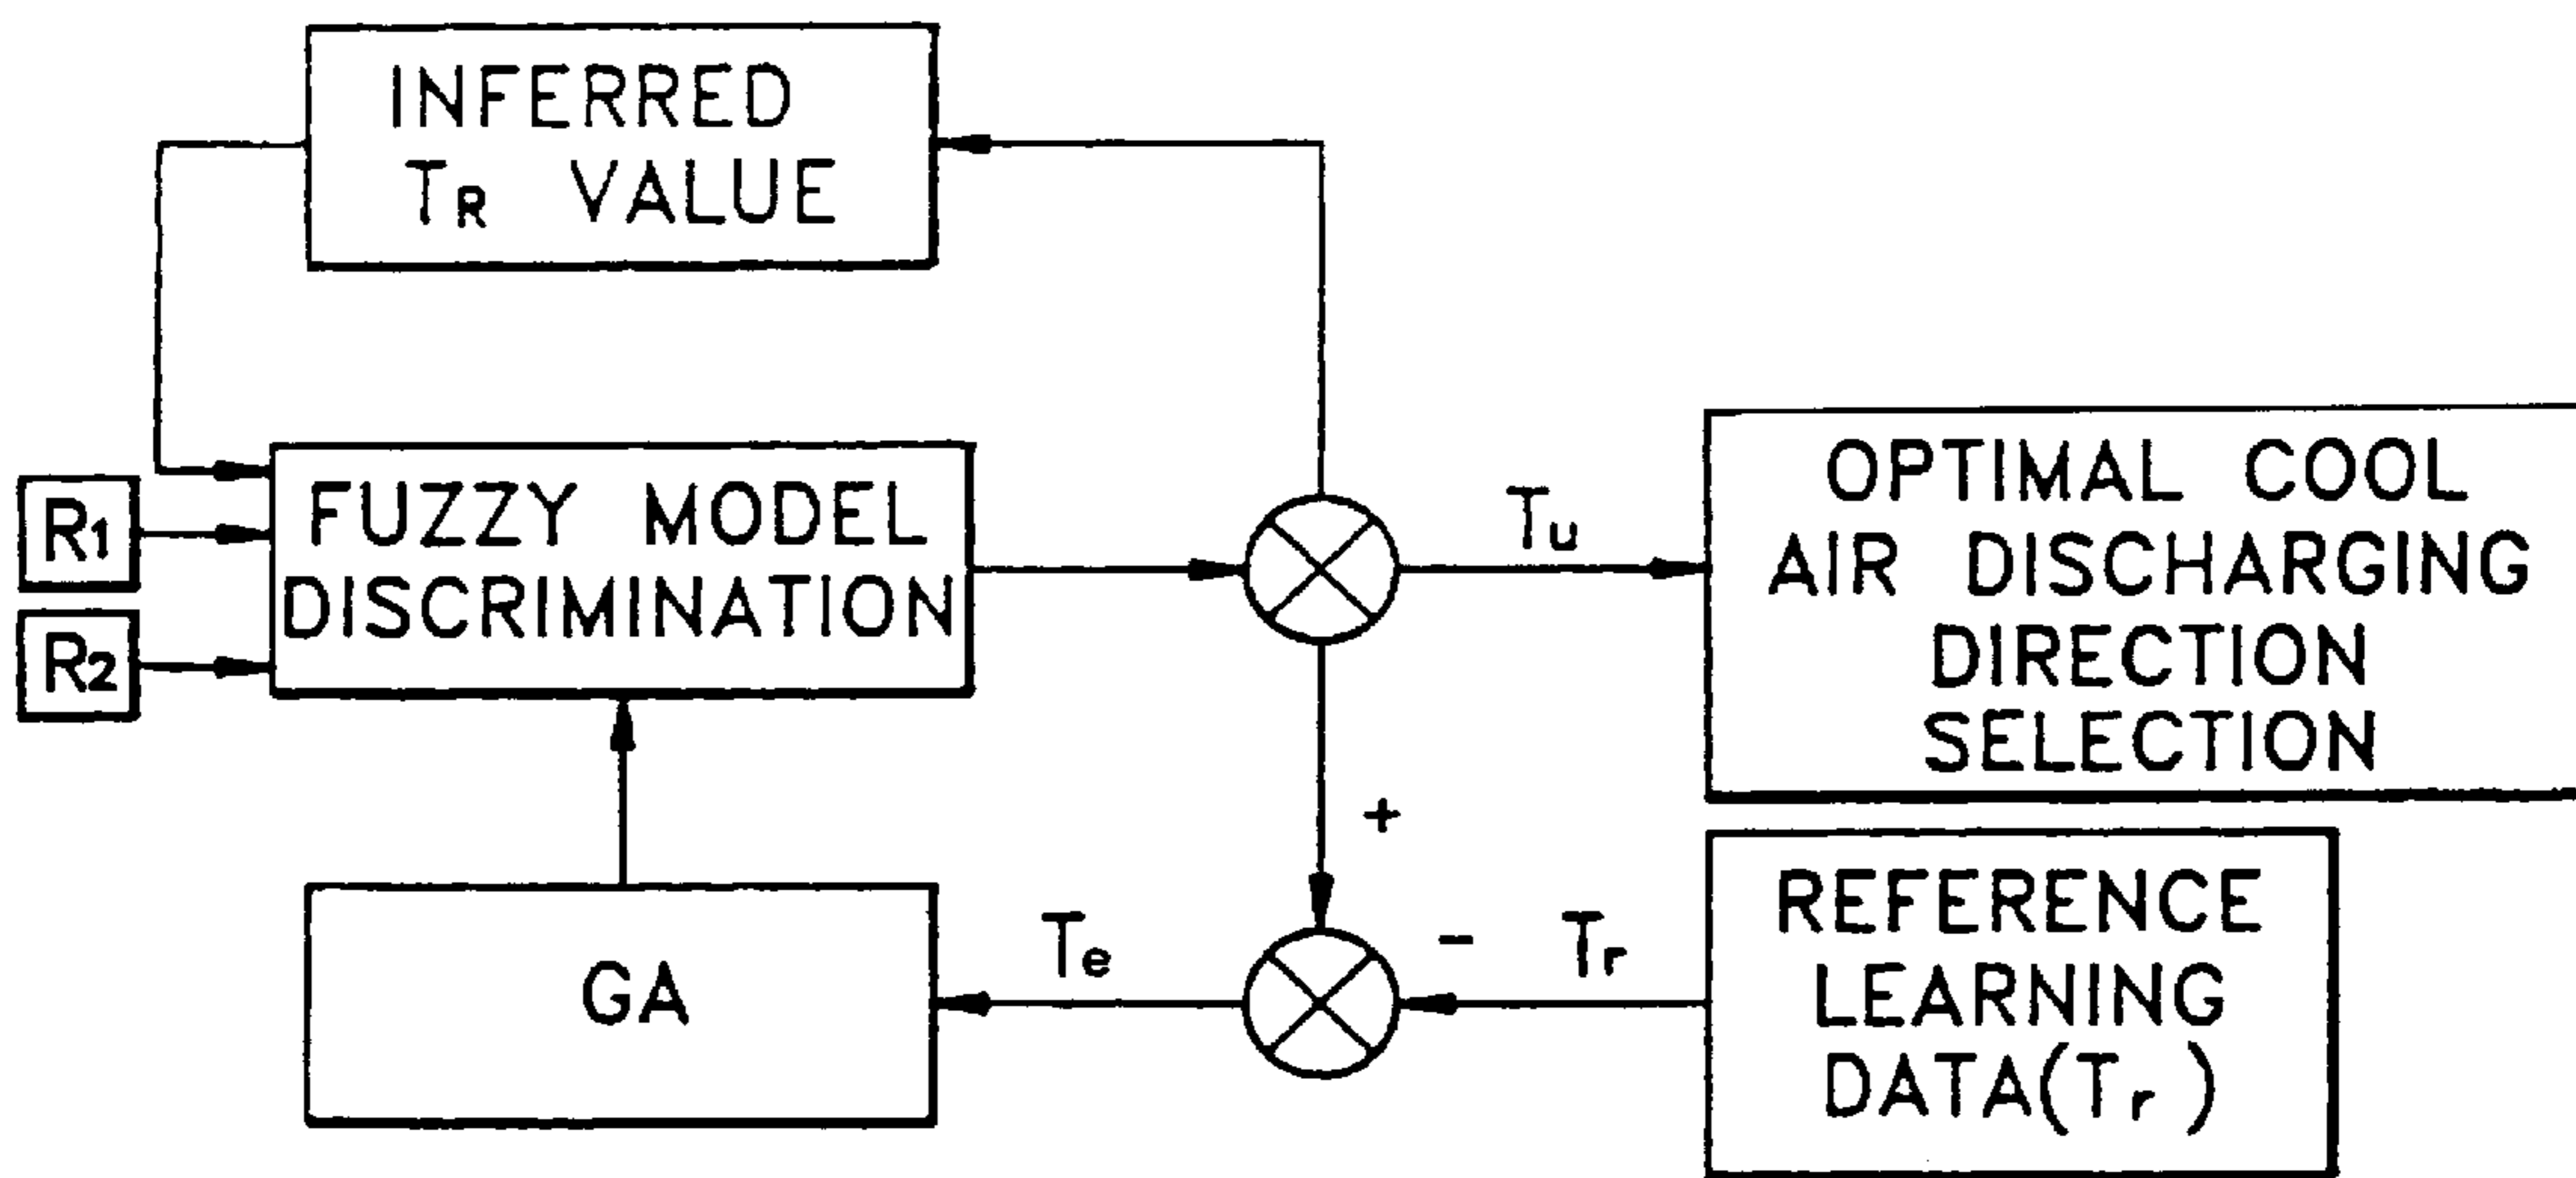 INFERRED
TR VALUE
R1
R2
FUZZY MODEL
DISCRIMINATION
Tu
OPTIMAL COOL
AIR DISCHARGING
DIRECTION
SELECTION
+
GA
Te
- Tr
REFERENCE
LEARNING
DATA(Tr)